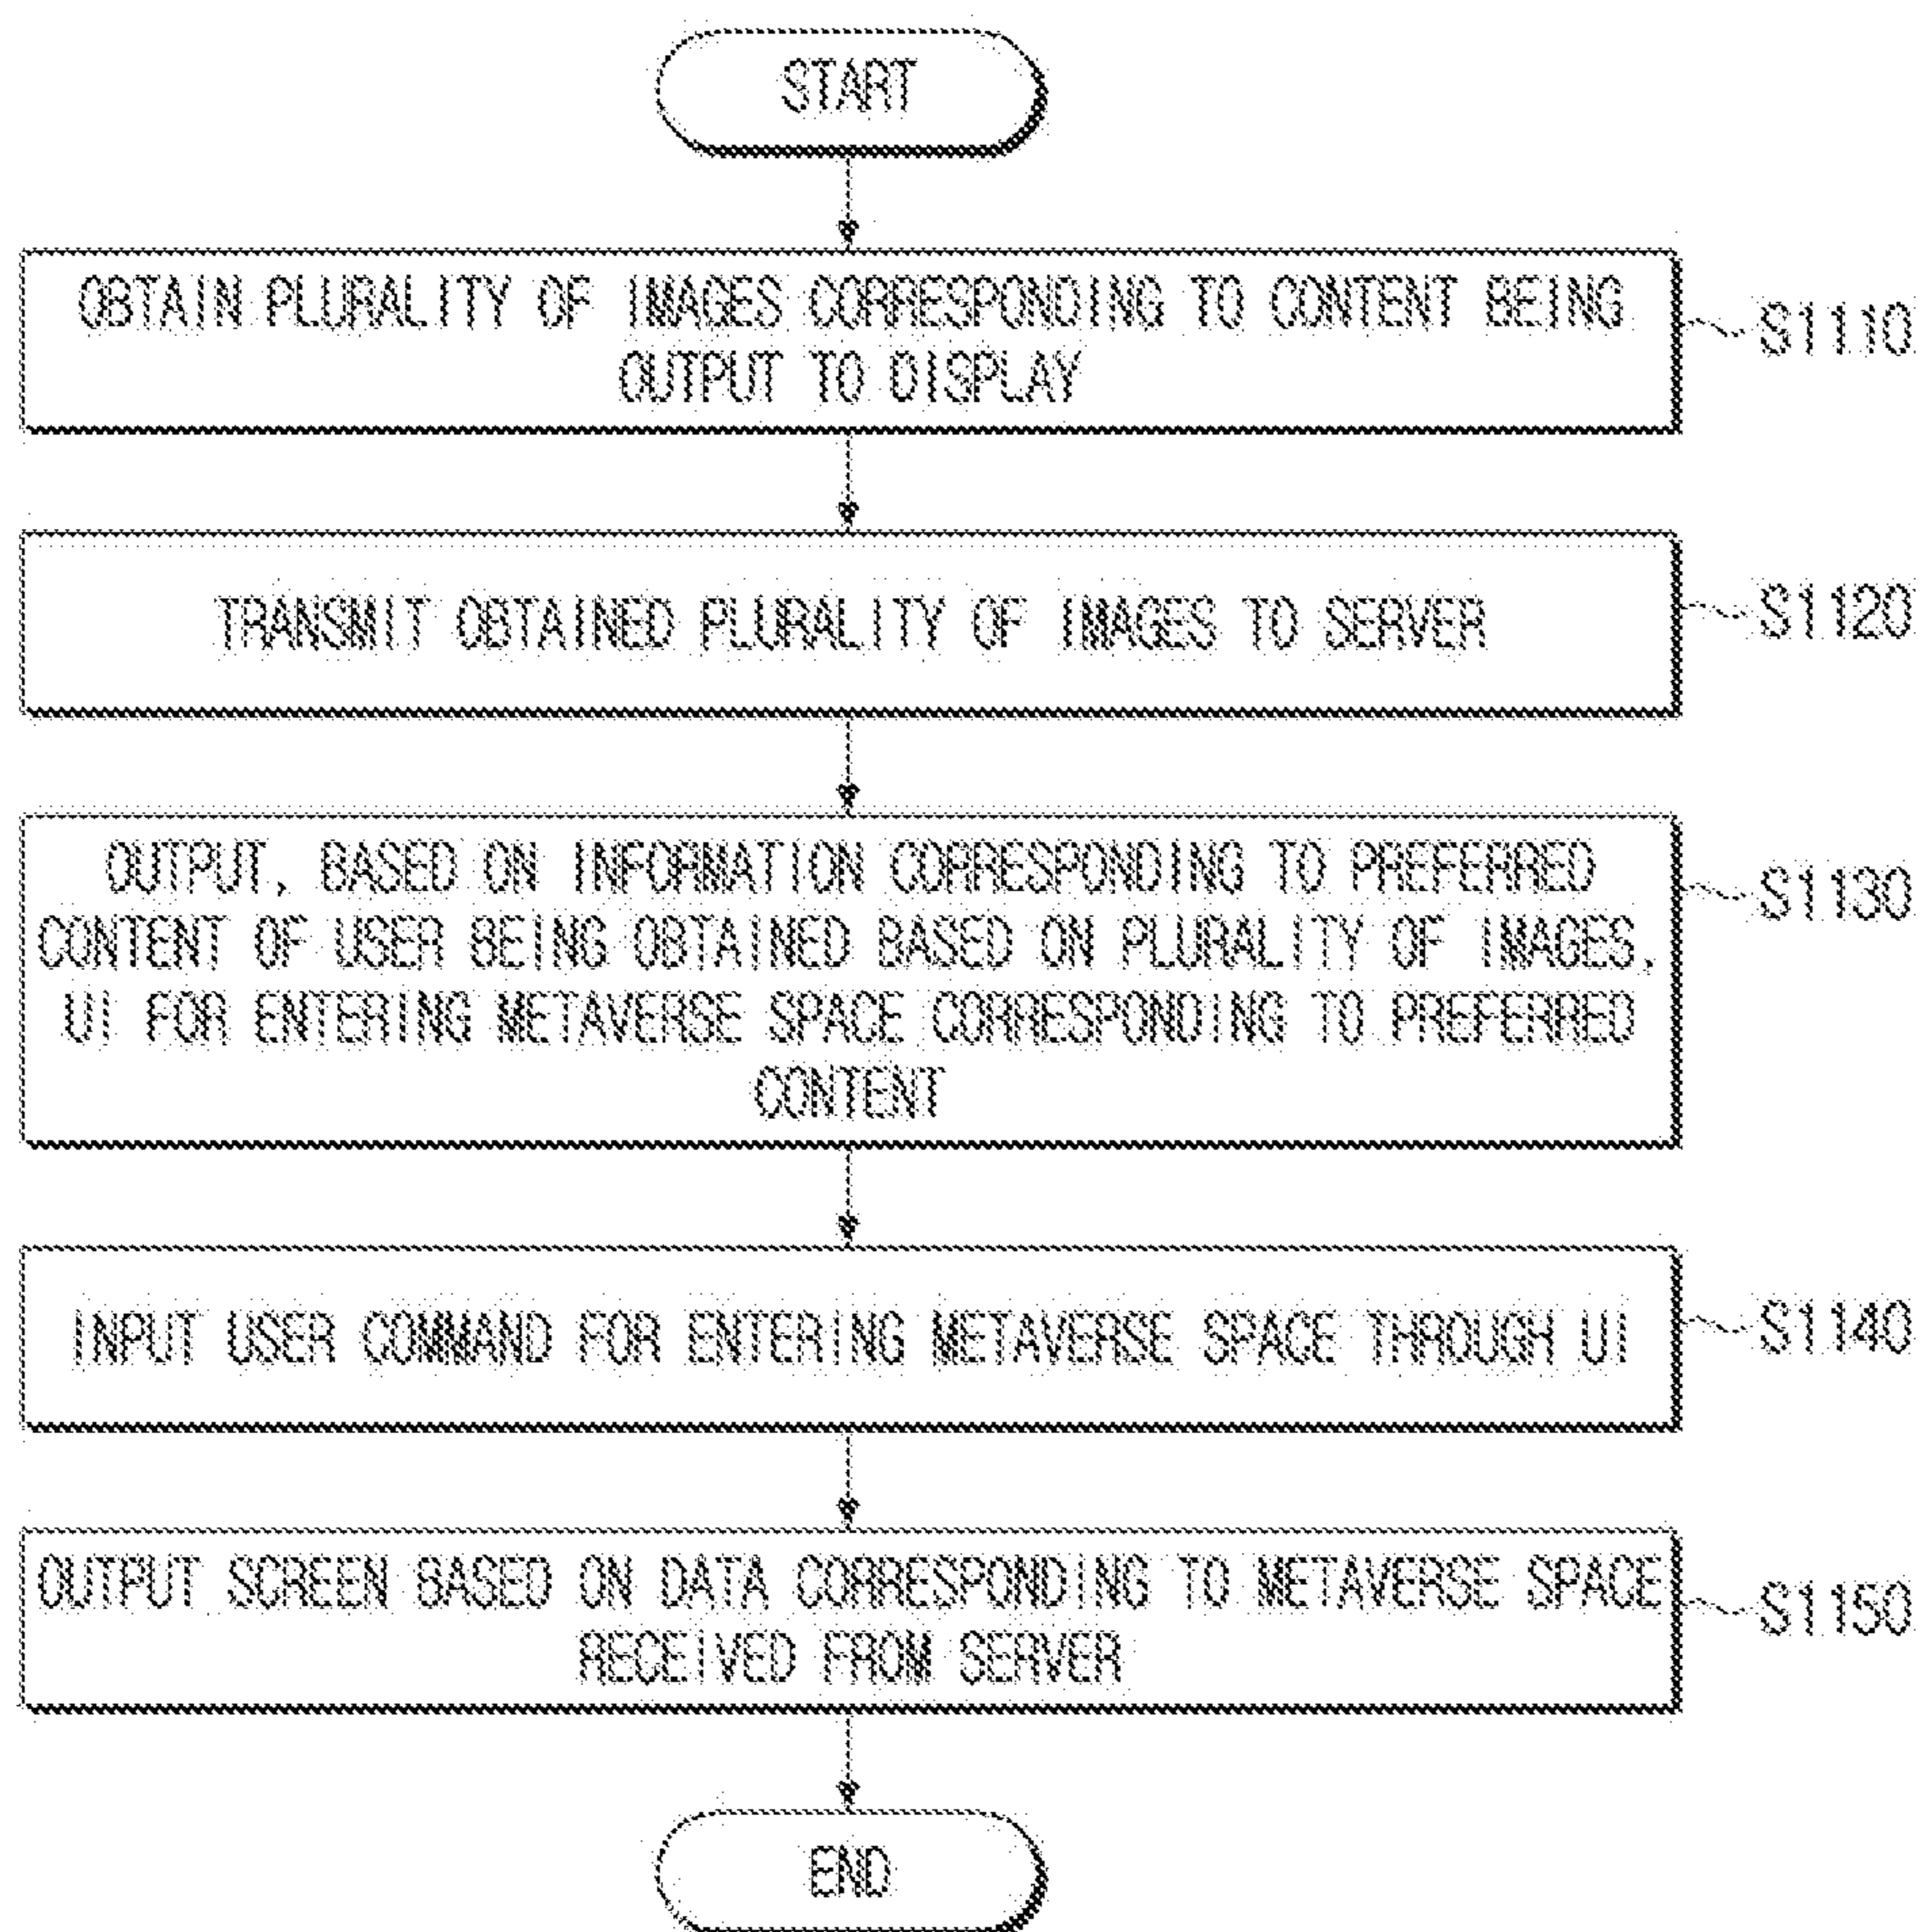 START
OBTAIN PLURALITY OF IMAGES CORRESPONDING TO CONTENT BEING
OUTPUT TO DISPLAY
S1110
TRANSMIT OBTAINED PLURALITY OF IMAGES TO SERVER
S1120
OUTPUT, BASED ON INFORMATION CORRESPONDING TO PREFERRED
CONTENT OF USER BEING OBTAINED BASED ON PLURALITY OF IMAGES,
UI FOR ENTERING METAVERSE SPACE CORRESPONDING TO PREFERRED
CONTENT
S1130
INPUT USER COMMAND FOR ENTERING METAVERSE SPACE THROUGH UI
S1140
OUTPUT SCREEN BASED ON DATA CORRESPONDING TO METAVERSE SPACE
RECEIVED FROM SERVER
S1150
END